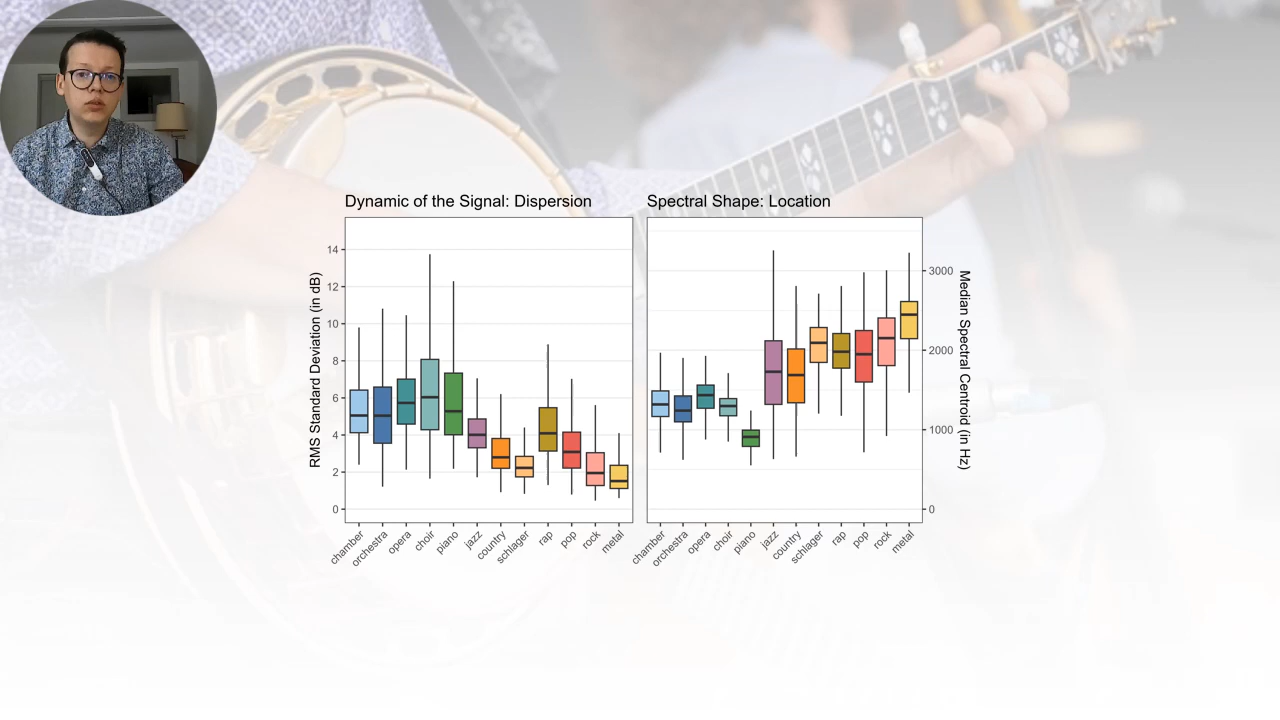 Dynamic of the Signal: Dispersion
Spectral Shape: Location
RMS Standard Deviation (in dB)
14
12
10
8
6
4
2
0
chamber
orchestra
opera
choir
piano
jazz
country
schlager
rap
pop
rock
metal
chamber
orchestra
opera
choir
piano
jazz
country
schlager
rap
pop
rock
metal
3000
2000
1000
0
Median Spectral Centroid (in Hz)